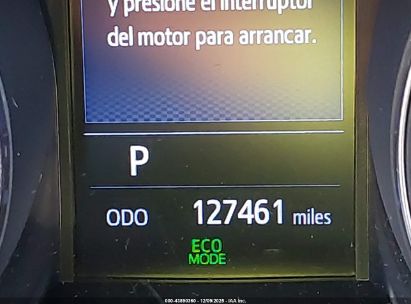 y presione el interruptor
del motor para arrancar.
P
ODO 127461 miles
ECO
MODE